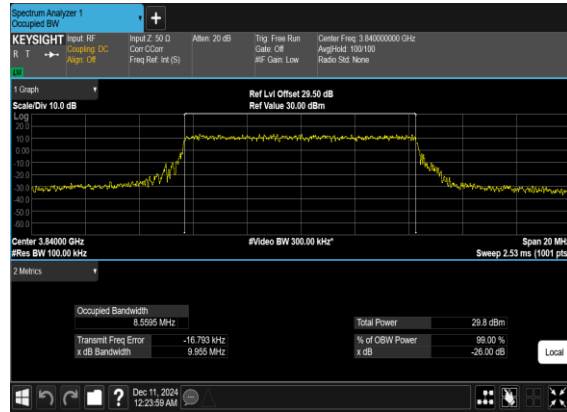 Spectrum Analyzer 1
Occupied BW
+
KEYSIGHT Input: RF Input Z: 50 Ω Atten: 20 dB Trig: Free Run Center Freq: 3.840000000 GHz
R T Coupling: DC Corr CCorr Gate: Off Avg|Hold: 100/100
Align: Off Freq Ref: Int (S) #IF Gain: Low Radio Std: None
1 Graph
Scale/Div 10.0 dB
Ref Lvl Offset 29.50 dB
Ref Value 30.00 dBm
Log
20.0
10.0
0.00
-10.0
-20.0
-30.0
-40.0
-50.0
-60.0
Center 3.84000 GHz #Video BW 300.00 kHz* Span 20 MHz
#Res BW 100.00 kHz Sweep 2.53 ms (1001 pts)
2 Metrics
Occupied Bandwidth
8.5595 MHz Total Power 29.8 dBm
Transmit Freq Error -16.793 kHz % of OBW Power 99.00 %
x dB Bandwidth 9.955 MHz x dB -26.00 dB
Local
? Dec 11, 2024
12:23:59 AM